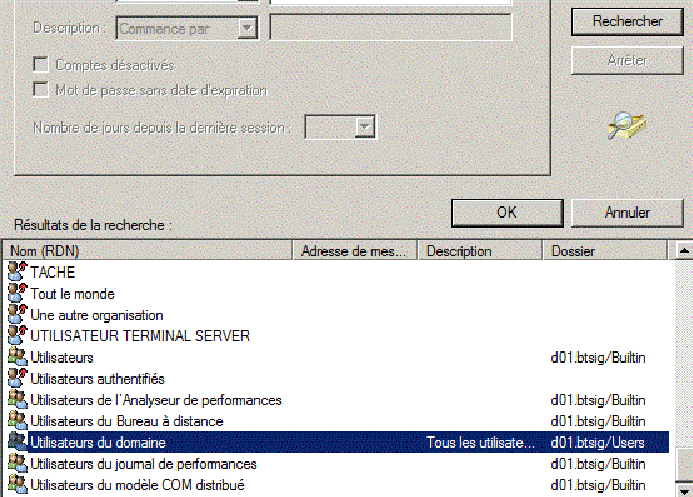 Description : Commence par Rechercher
Comptes désactivés Arrêter
Mot de passe sans date d'expiration
Nombre de jours depuis la dernière session :
OK Annuler
Résultats de la recherche :
Nom (RDN) Adresse de mes... Description Dossier
TACHE
Tout le monde
Une autre organisation
UTILISATEUR TERMINAL SERVER
Utilisateurs d01.btsig/Builtin
Utilisateurs authentifiés
Utilisateurs de l'Analyseur de performances d01.btsig/Builtin
Utilisateurs du Bureau à distance d01.btsig/Builtin
Utilisateurs du domaine Tous les utilisate... d01.btsig/Users
Utilisateurs du journal de performances d01.btsig/Builtin
Utilisateurs du modèle COM distribué d01.btsig/Builtin